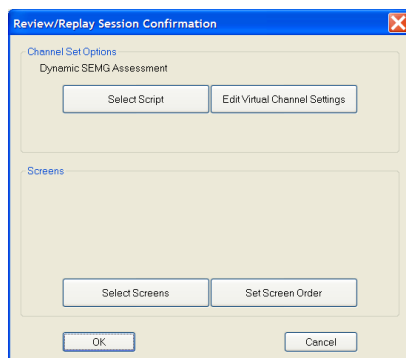 Review/Replay Session Confirmation
Channel Set Options
Dynamic SEMG Assessment
Select Script
Edit Virtual Channel Settings
Screens
Select Screens
Set Screen Order
OK
Cancel